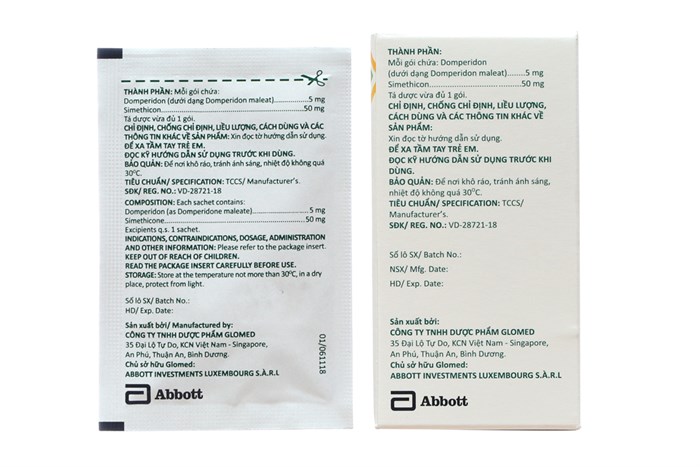 THÀNH PHẦN: Mỗi gói chứa:
Domperidon (dưới dạng Domperidon maleat)..............5 mg
Simethicon...............................................50 mg
Tá dược vừa đủ 1 gói.
CHỈ ĐỊNH, CHỐNG CHỈ ĐỊNH, LIỀU LƯỢNG, CÁCH DÙNG VÀ CÁC
THÔNG TIN KHÁC VỀ SẢN PHẨM: Xin đọc tờ hướng dẫn sử dụng.
ĐỂ XA TẦM TAY TRẺ EM.
ĐỌC KỸ HƯỚNG DẪN SỬ DỤNG TRƯỚC KHI DÙNG.
BẢO QUẢN: Để nơi khô ráo, tránh ánh sáng, nhiệt độ không quá
30°C.
TIÊU CHUẨN/ SPECIFICATION: TCCS/ Manufacturer's.
SĐK/ REG. NO.: VD-28721-18
COMPOSITION: Each sachet contains:
Domperidon (as Domperidone maleate)......................5 mg
Simethicone..............................................50 mg
Excipients q.s. 1 sachet.
INDICATIONS, CONTRAINDICATIONS, DOSAGE, ADMINISTRATION
AND OTHER INFORMATION: Please refer to the package insert.
KEEP OUT OF REACH OF CHILDREN.
READ THE PACKAGE INSERT CAREFULLY BEFORE USE.
STORAGE: Store at the temperature not more than 30°C, in a dry
place, protect from light.
Số lô SX/ Batch No.:
HD/ Exp. Date:
Sản xuất bởi/ Manufactured by:
CÔNG TY TNHH DƯỢC PHẨM GLOMED
35 Đại Lộ Tự Do, KCN Việt Nam - Singapore,
An Phú, Thuận An, Bình Dương.
Chủ sở hữu Glomed:
ABBOTT INVESTMENTS LUXEMBOURG S.À.R.L
Abbott
01/061118
THÀNH PHẦN:
Mỗi gói chứa: Domperidon
(dưới dạng Domperidon maleat)........5 mg
Simethicon................................50 mg
Tá dược vừa đủ 1 gói.
CHỈ ĐỊNH, CHỐNG CHỈ ĐỊNH, LIỀU LƯỢNG,
CÁCH DÙNG VÀ CÁC THÔNG TIN KHÁC VỀ
SẢN PHẨM:
Xin đọc tờ hướng dẫn sử dụng.
ĐỂ XA TẦM TAY TRẺ EM.
ĐỌC KỸ HƯỚNG DẪN SỬ DỤNG TRƯỚC KHI
DÙNG.
BẢO QUẢN: Để nơi khô ráo, tránh ánh sáng,
nhiệt độ không quá 30°C.
TIÊU CHUẨN/ SPECIFICATION: TCCS/
Manufacturer's.
SĐK/ REG. NO.: VD-28721-18
Số lô SX/ Batch No.:
NSX/ Mfg. Date:
HD/ Exp. Date:
Sản xuất bởi:
CÔNG TY TNHH DƯỢC PHẨM GLOMED
35 Đại Lộ Tự Do, KCN Việt Nam - Singapore,
An Phú, Thuận An, Bình Dương.
Chủ sở hữu Glomed:
ABBOTT INVESTMENTS LUXEMBOURG S.À.R.L
Abbott